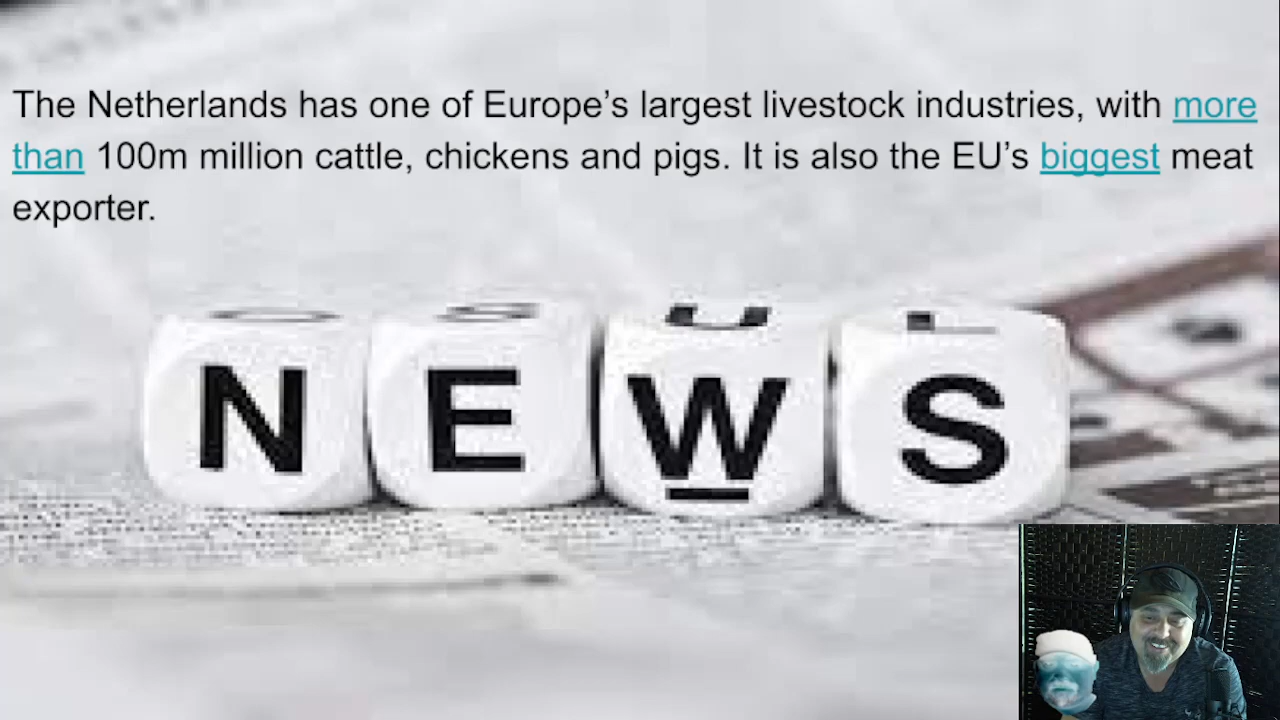 The Netherlands has one of Europe’s largest livestock industries, with more
than 100m million cattle, chickens and pigs. It is also the EU’s biggest meat
exporter.
NEWS